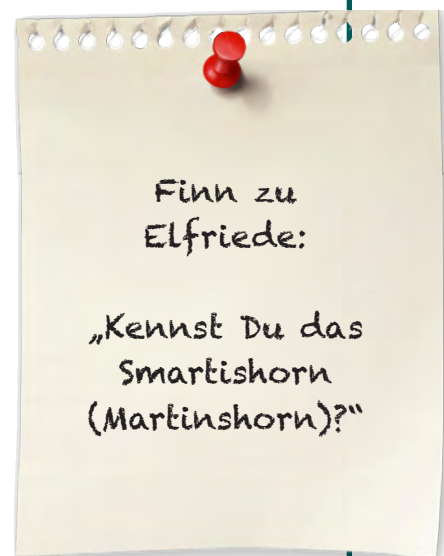 Finn zu
Elfriede:
„Kennst Du das
Smartishorn
(Martinshorn)?“